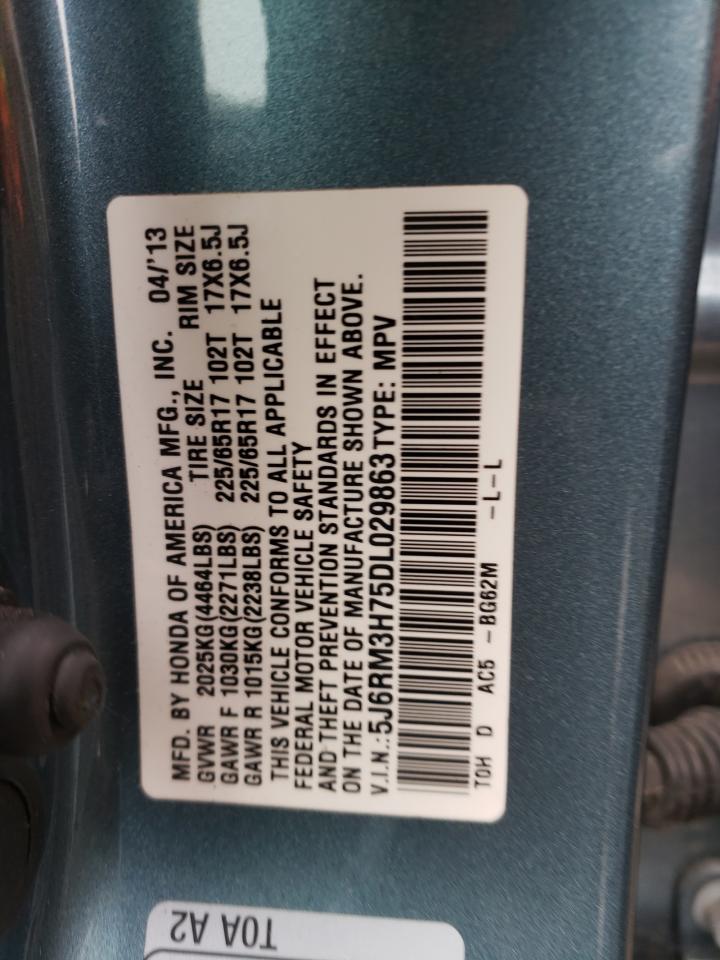 MFD. BY HONDA OF AMERICA MFG., INC. 04/'13
GVWR 2025KG(4464LBS) TIRE SIZE RIM SIZE
GAWR F 1030KG(2271LBS) 225/65R17 102T 17X6.5J
GAWR R 1015KG(2238LBS) 225/65R17 102T 17X6.5J
THIS VEHICLE CONFORMS TO ALL APPLICABLE
FEDERAL MOTOR VEHICLE SAFETY
AND THEFT PREVENTION STANDARDS IN EFFECT
ON THE DATE OF MANUFACTURE SHOWN ABOVE.
V.I.N.:5J6RM3H75DL029863 TYPE: MPV
TOH D AC5 -BG62M -L-L
T0A A2